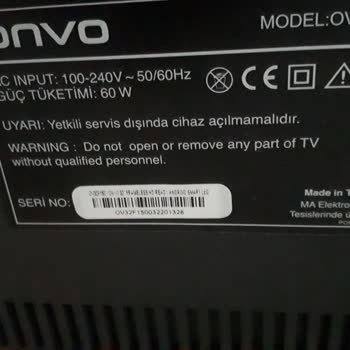 onvo
MODEL:OV
C INPUT: 100-240V ~ 50/60Hz
GÜÇ TÜKETİMİ: 60 W
CE
UYARI: Yetkili servis dışında cihaz açılmamalıdır.
WARNING : Do not open or remove any part of TV
without qualified personnel.
SERI NO:
OV32F150032201326
Made in T
MA Elektro
Tesislerinde ü